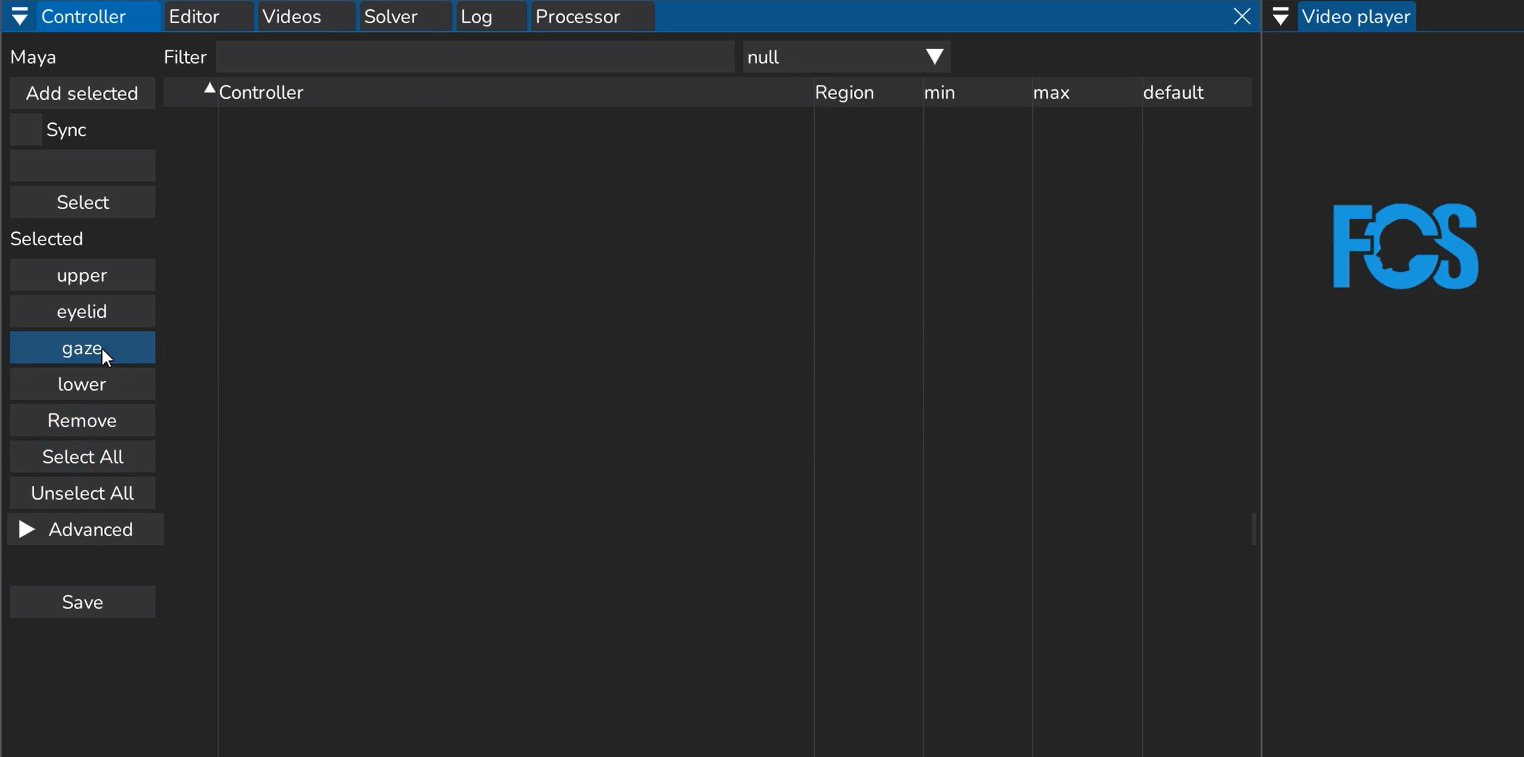 Controller Editor Videos Solver Log Processor Video player
Maya Filter null
Controller Region min max default
Add selected
Sync
Select
Selected
upper
eyelid
gaze
lower
Remove
Select All
Unselect All
Advanced
Save
FCS